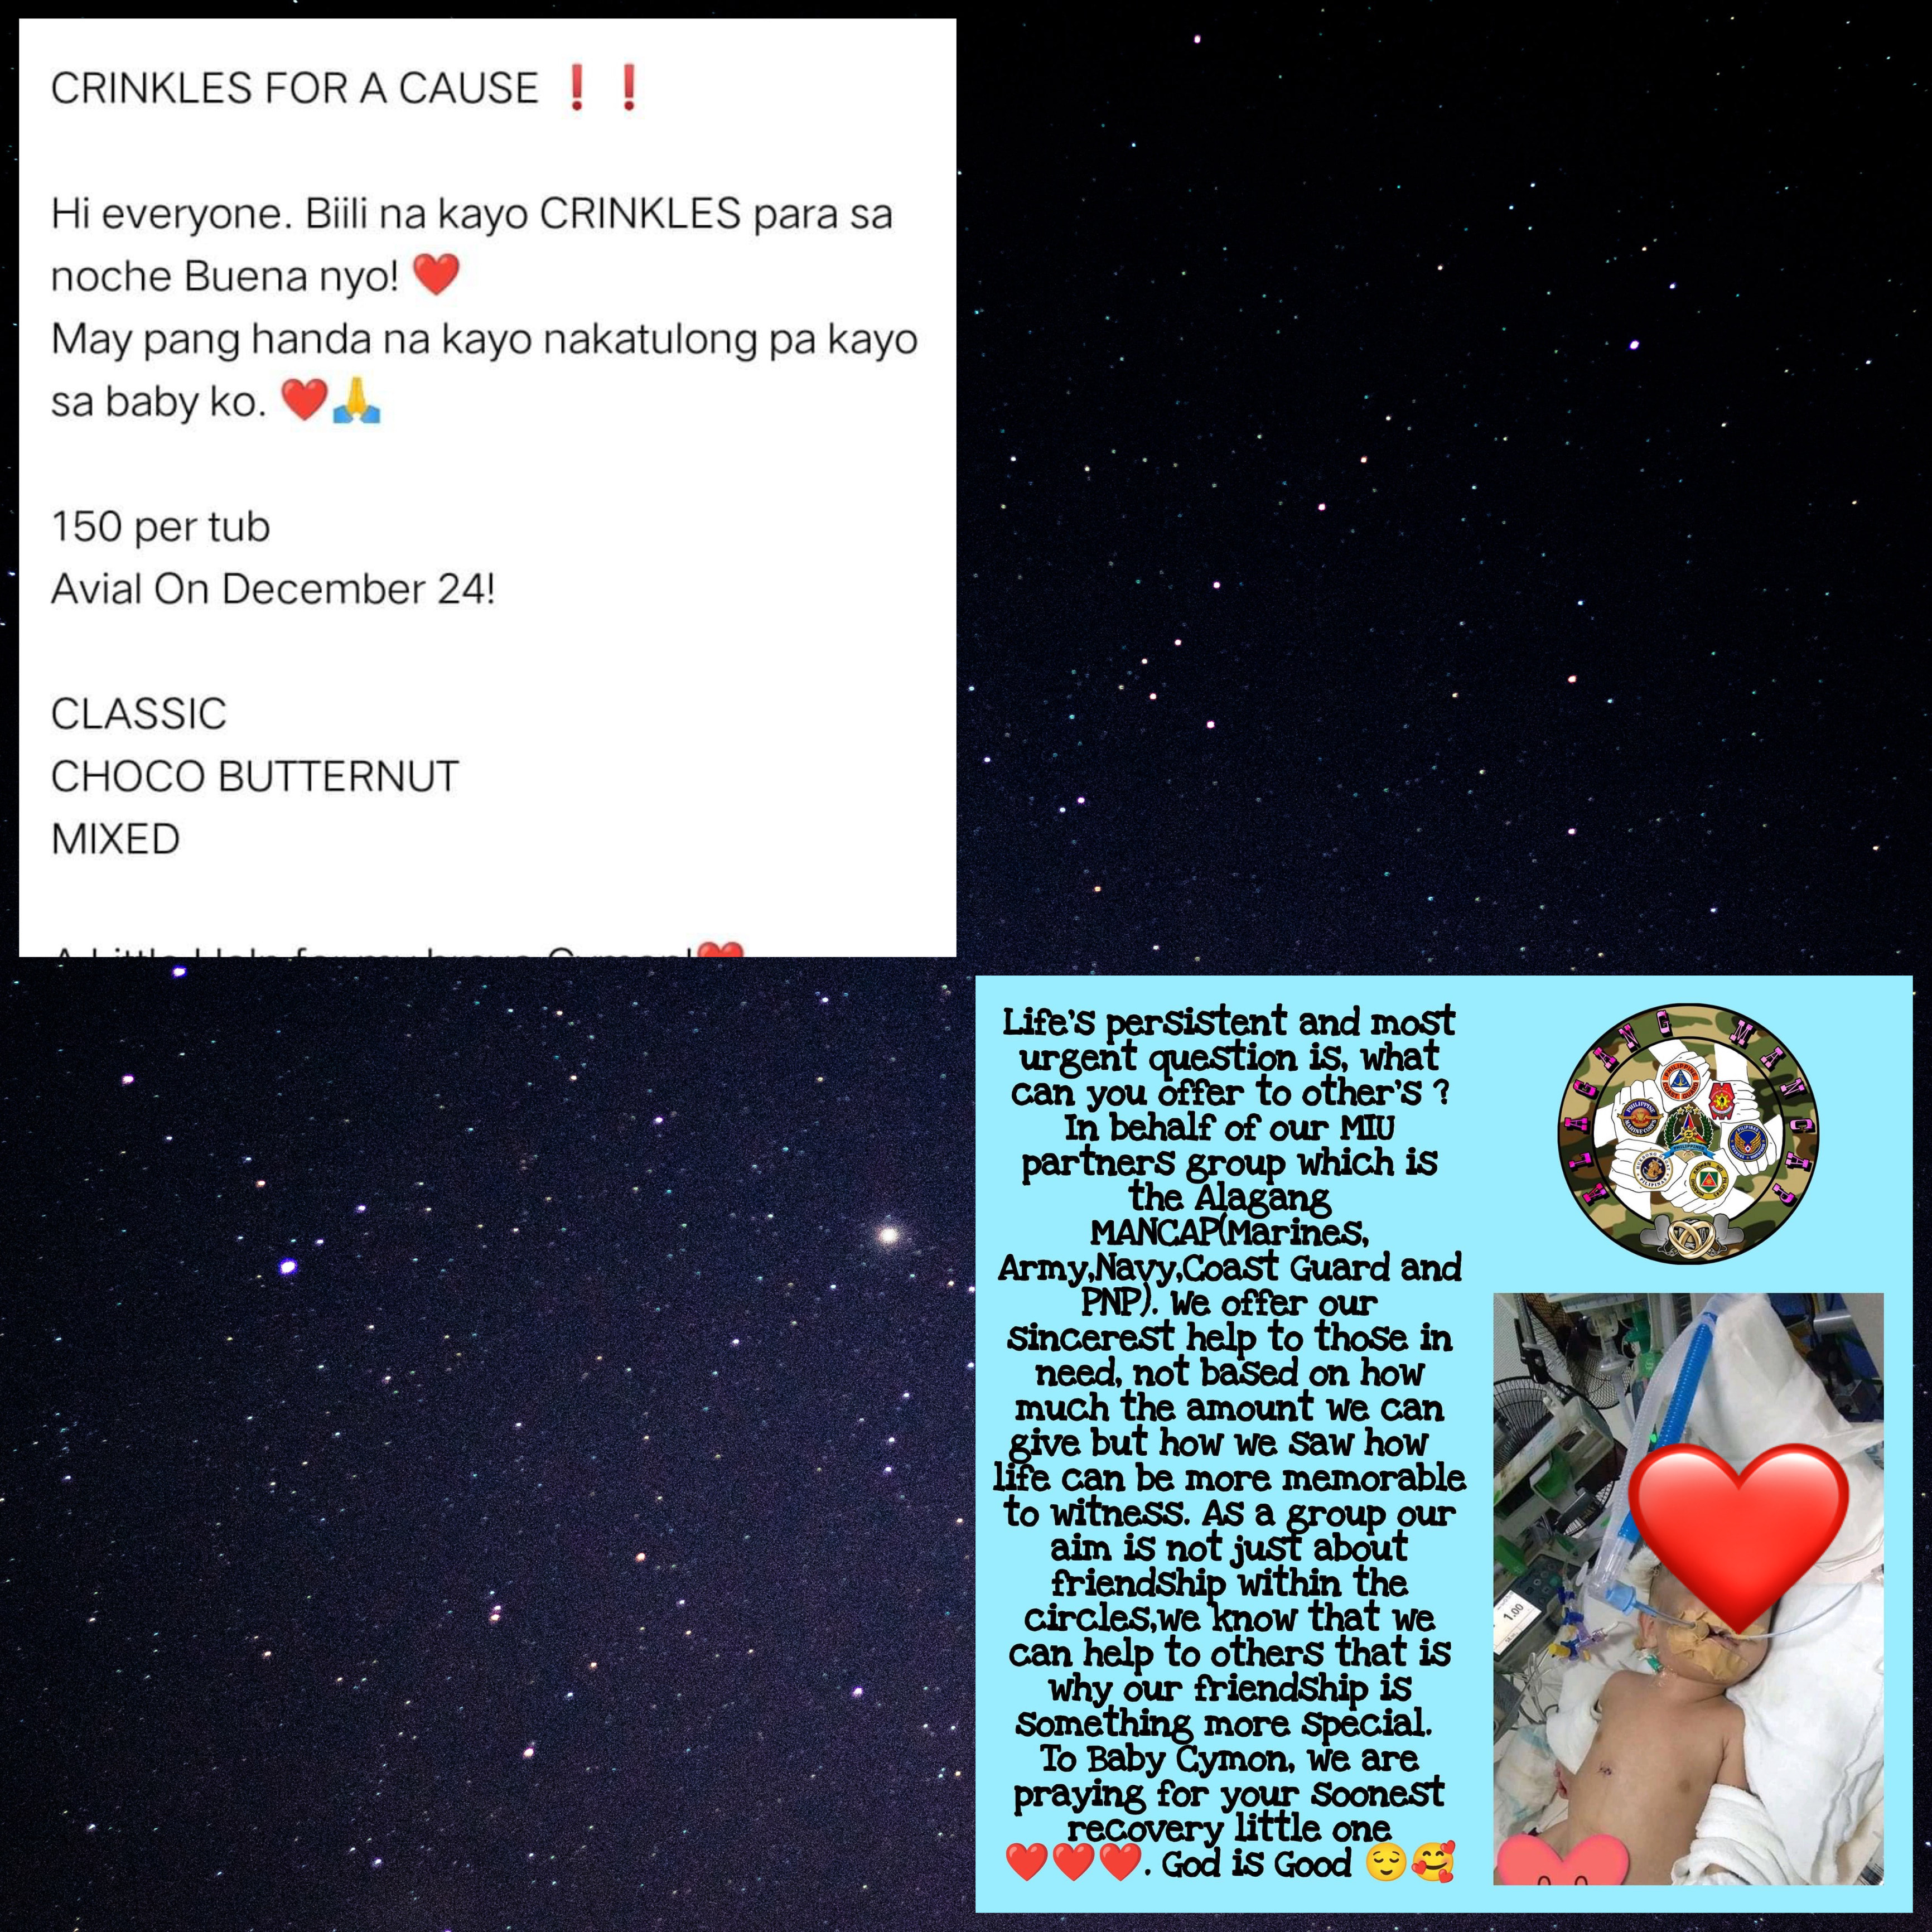 CRINKLES FOR A CAUSE ❗❗
Hi everyone. Biili na kayo CRINKLES para sa
noche Buena nyo! ❤️
May pang handa na kayo nakatulong pa kayo
sa baby ko. ❤️🙏
150 per tub
Avial On December 24!
CLASSIC
CHOCO BUTTERNUT
MIXED
A Little Help for my brave Cymon!❤️
Life's persistent and most
urgent question is, what
can you offer to other's ?
In behalf of our MIU
partners group which is
the Alagang
MANCAP(Marines,
Army,Navy,Coast Guard and
PNP). We offer our
sincerest help to those in
need, not based on how
much the amount we can
give but how we saw how
life can be more memorable
to witness. As a group our
aim is not just about
friendship within the
circles,we know that we
can help to others that is
why our friendship is
something more special.
To Baby Cymon, we are
praying for your soonest
recovery little one
❤️❤️❤️. God is Good 😌🥰
ALAGANG MANCAP
1.00